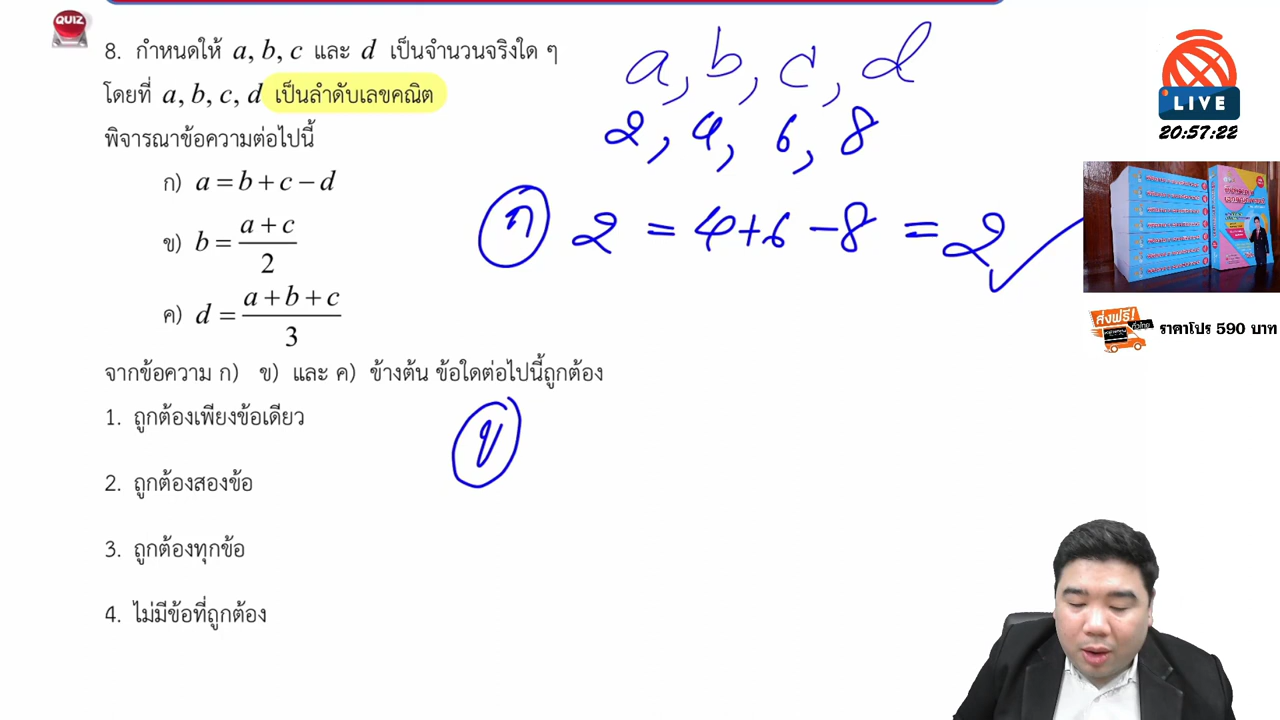 QUIZ
8. กำหนดให้ a, b, c และ d เป็นจำนวนจริงใด ๆ
โดยที่ a, b, c, d เป็นลำดับเลขคณิต
พิจารณาข้อความต่อไปนี้
ก) a = b + c − d
ข) b = (a + c)/2
ค) d = (a + b + c)/3
จากข้อความ ก) ข) และ ค) ข้างต้น ข้อใดต่อไปนี้ถูกต้อง
1. ถูกต้องเพียงข้อเดียว
2. ถูกต้องสองข้อ
3. ถูกต้องทุกข้อ
4. ไม่มีข้อที่ถูกต้อง
a, b, c, d
2, 4, 6, 8
ก 2 = 4+6−8 = 2 ✓
ข
LIVE
20:57:22
ส่งฟรี!
ทั่วไทย
ราคาโปร 590 บาท